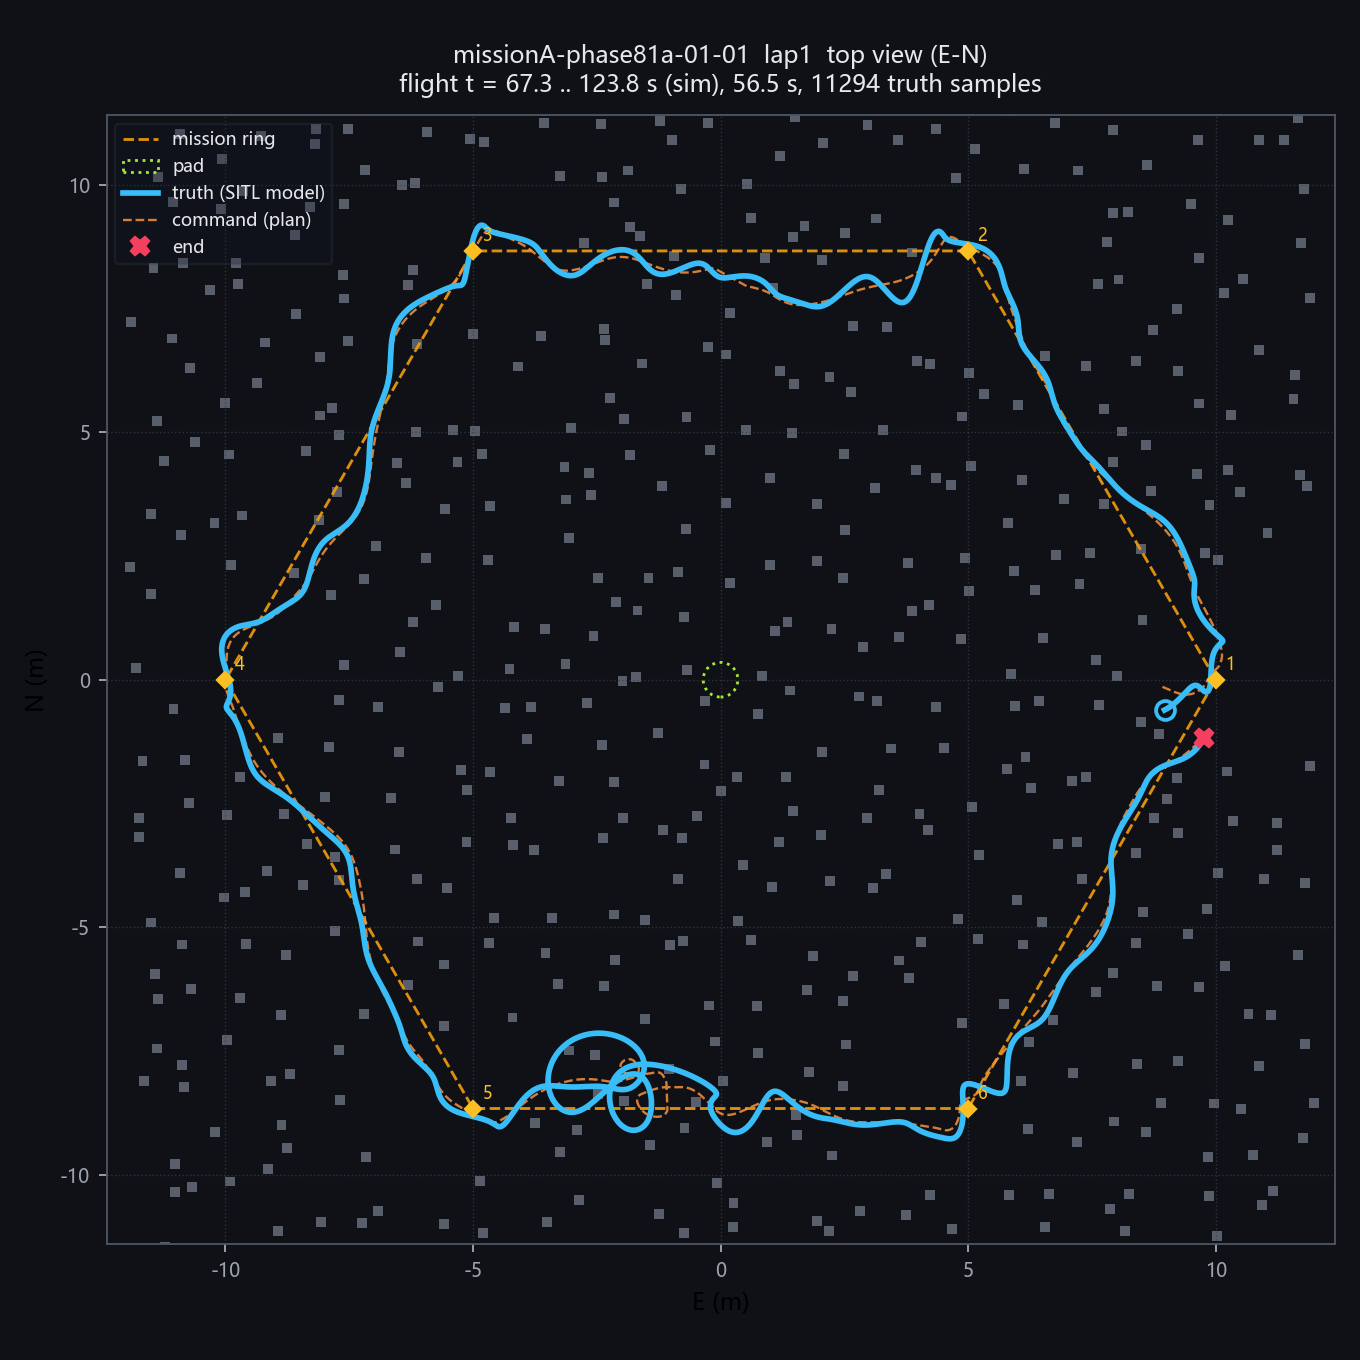 missionA-phase81a-01-01 lap1 top view (E-N)
flight t = 67.3 .. 123.8 s (sim), 56.5 s, 11294 truth samples
mission ring
pad
truth (SITL model)
command (plan)
end
3
2
4
1
5
6
10
5
0
-5
-10
N (m)
-10
-5
0
5
10
E (m)